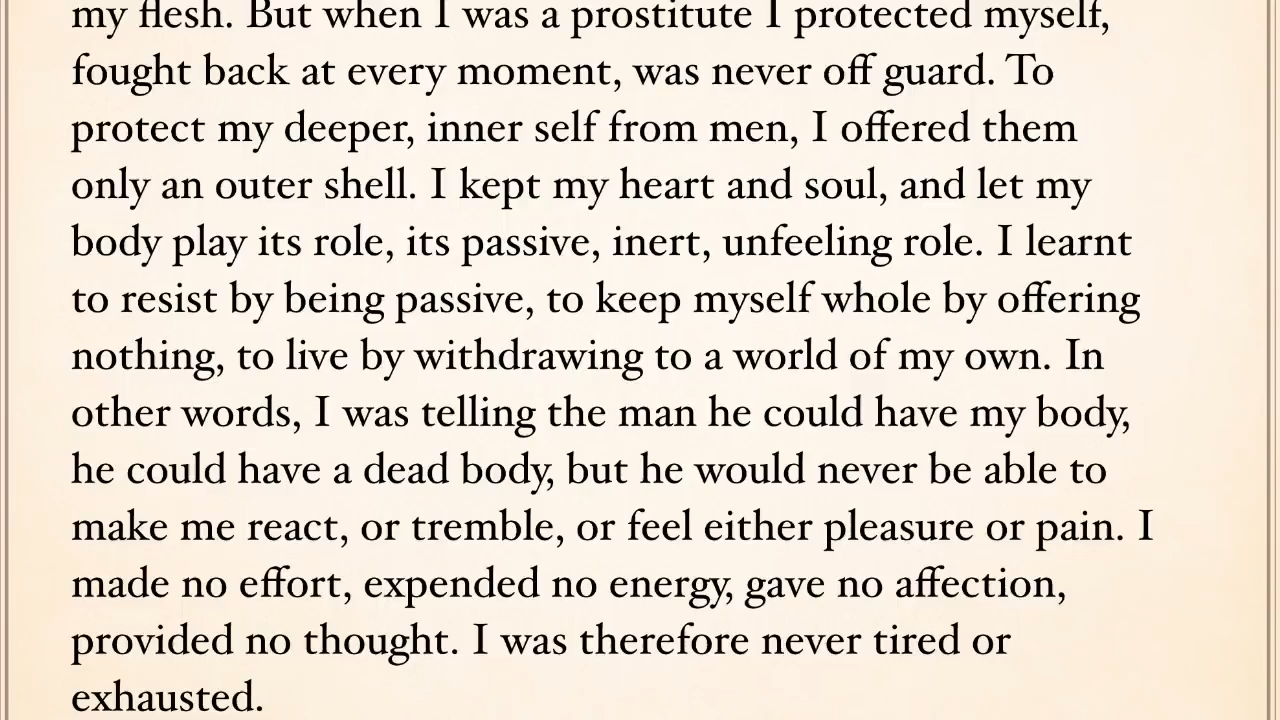 my flesh. But when I was a prostitute I protected myself,
fought back at every moment, was never off guard. To
protect my deeper, inner self from men, I offered them
only an outer shell. I kept my heart and soul, and let my
body play its role, its passive, inert, unfeeling role. I learnt
to resist by being passive, to keep myself whole by offering
nothing, to live by withdrawing to a world of my own. In
other words, I was telling the man he could have my body,
he could have a dead body, but he would never be able to
make me react, or tremble, or feel either pleasure or pain. I
made no effort, expended no energy, gave no affection,
provided no thought. I was therefore never tired or
exhausted.